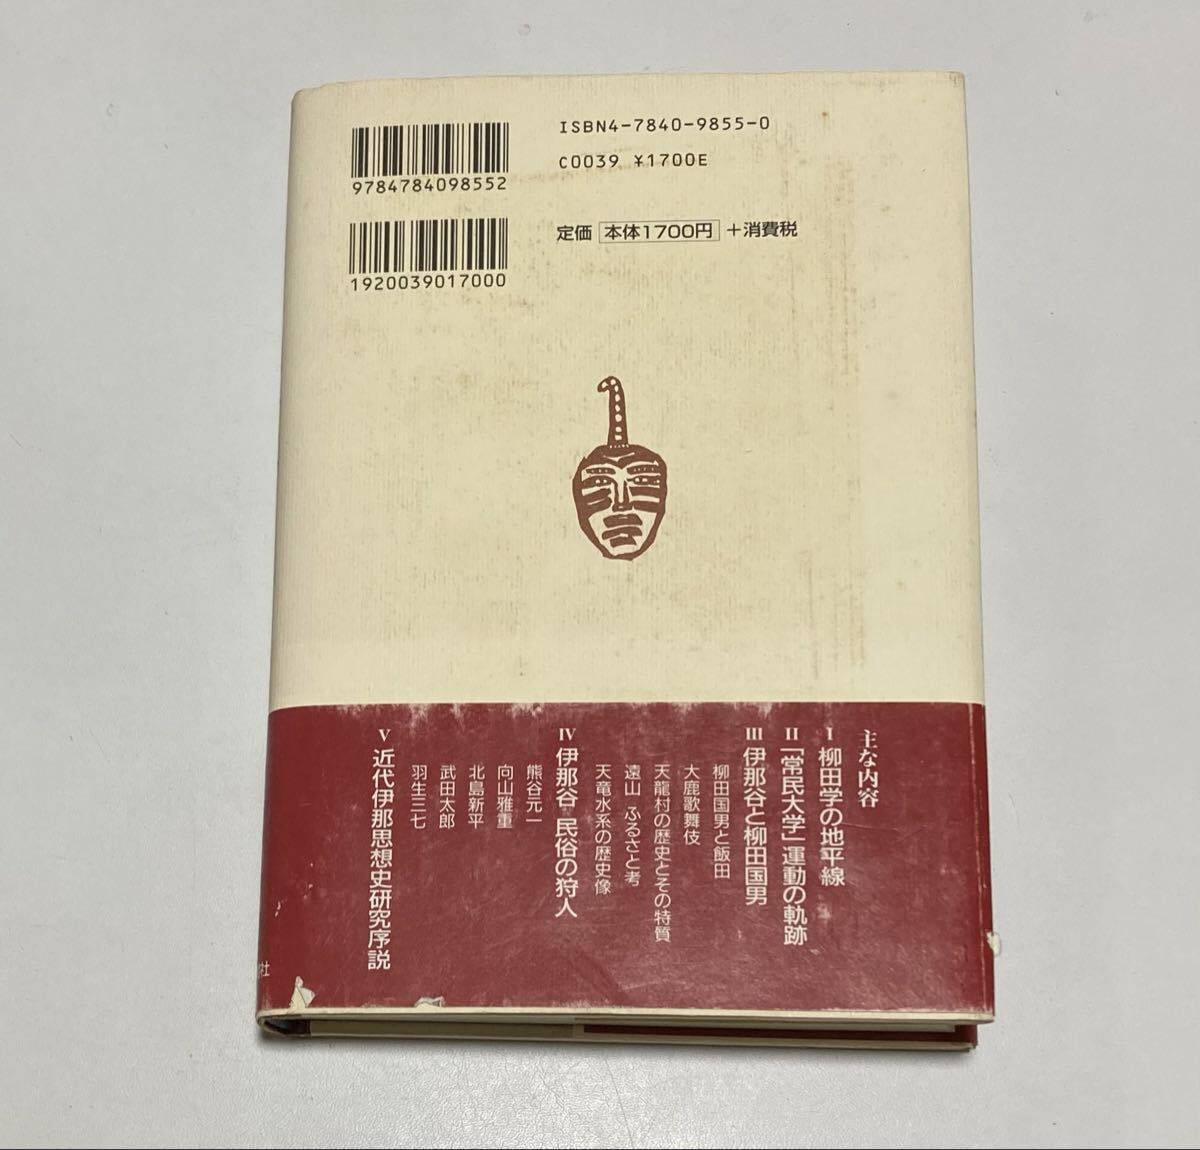 ISBN4-7840-9855-0
C0039 ¥1700E
9784784098552
定価 本体1700円 +消費税
1920039017000
主な内容
I 柳田学の地平線
II 「常民大学」運動の軌跡
III 伊那谷と柳田国男
柳田国男と飯田
大鹿歌舞伎
天龍村の歴史とその特質
遠山 ふるさと考
天竜水系の歴史像
IV 伊那谷 民俗の狩人
熊谷元一
向山雅重
北島新平
武田太郎
羽生三七
V 近代伊那思想史研究序説
社